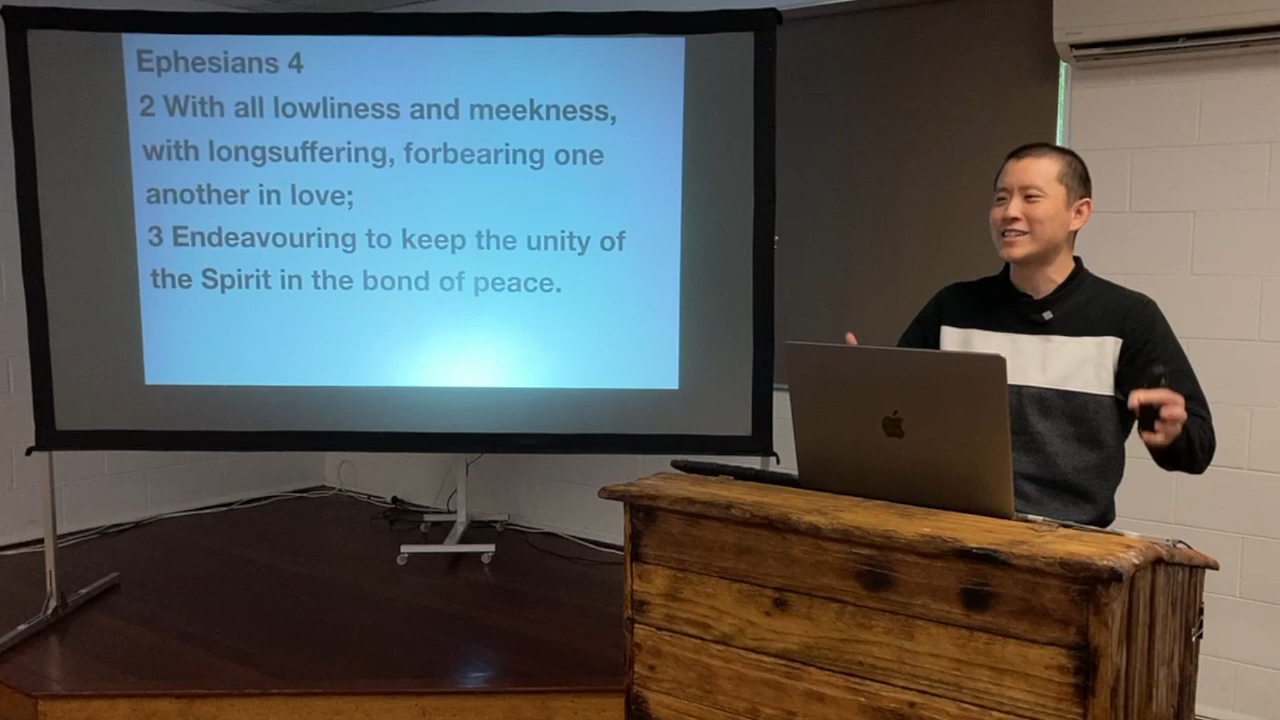 Ephesians 4
2 With all lowliness and meekness,
with longsuffering, forbearing one
another in love;
3 Endeavouring to keep the unity of
the Spirit in the bond of peace.